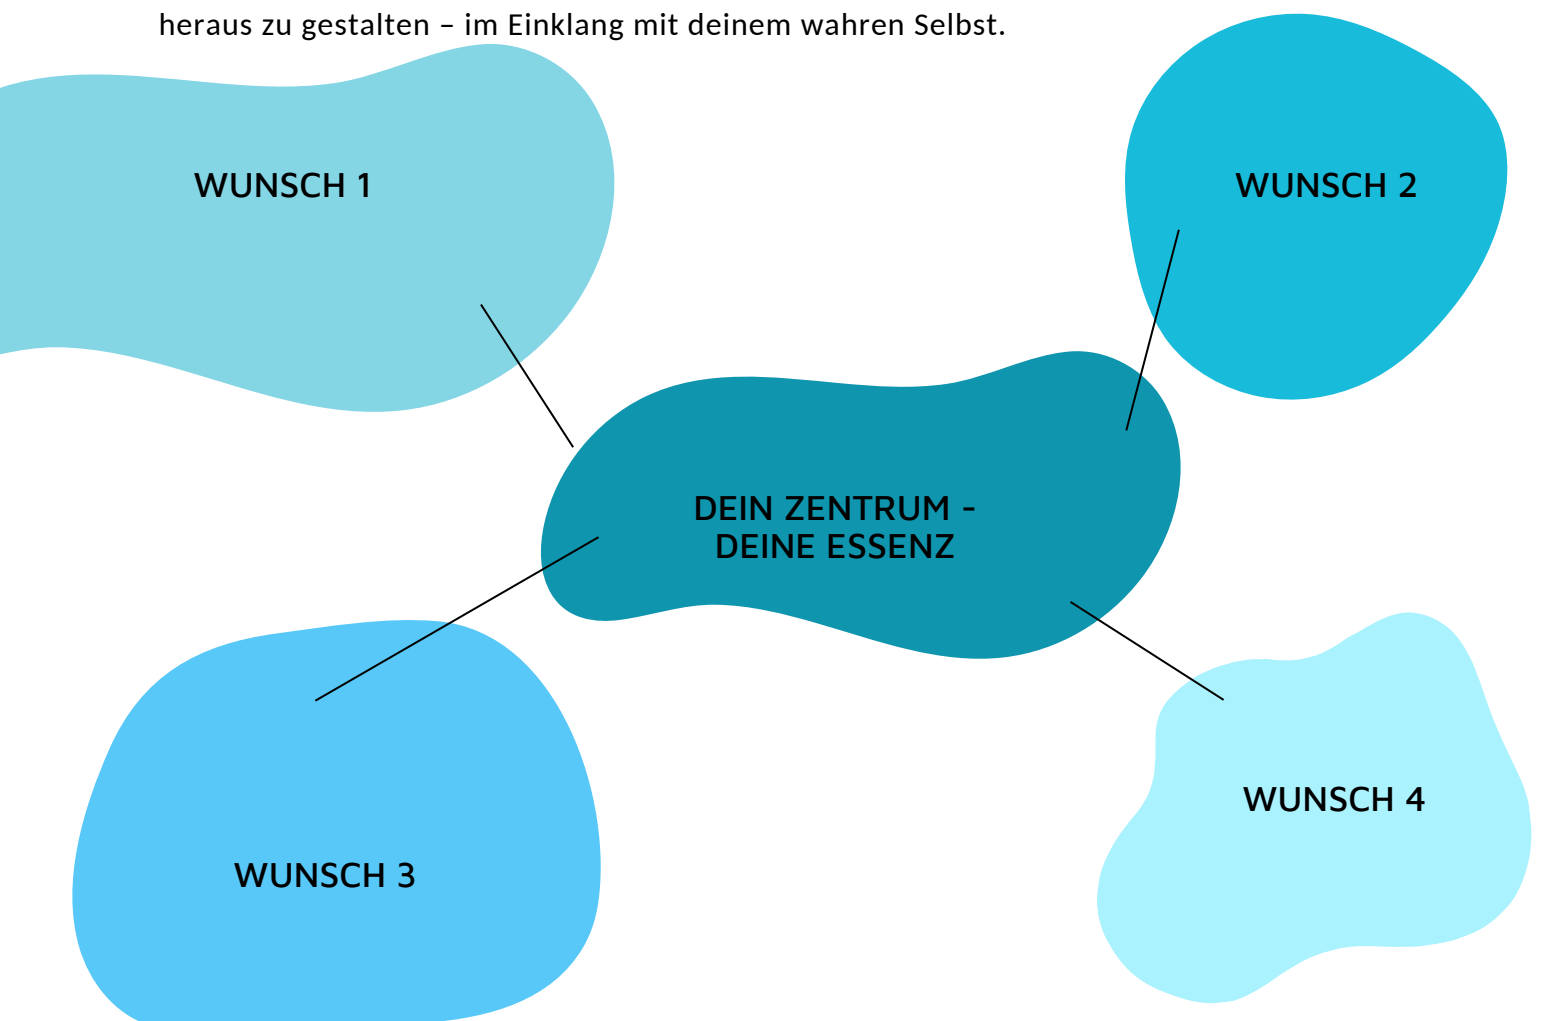 heraus zu gestalten – im Einklang mit deinem wahren Selbst.
WUNSCH 1
WUNSCH 2
DEIN ZENTRUM -
DEINE ESSENZ
WUNSCH 3
WUNSCH 4